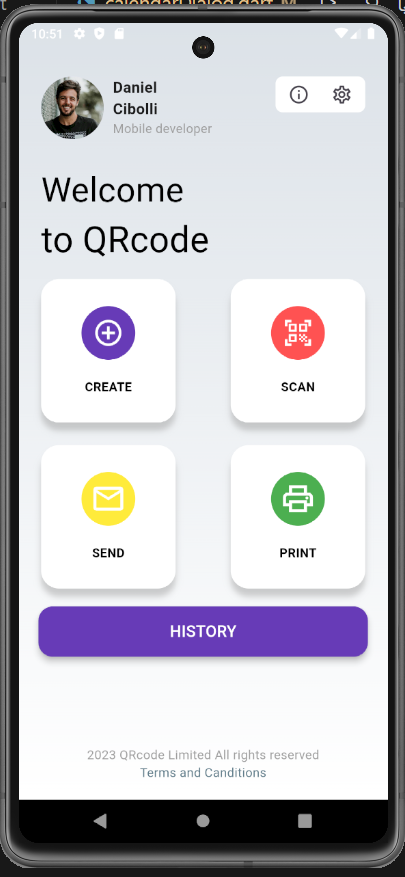 10:51
Daniel
Cibolli
Mobile developer
Welcome
to QRcode
CREATE
SCAN
SEND
PRINT
HISTORY
2023 QRcode Limited All rights reserved
Terms and Canditions